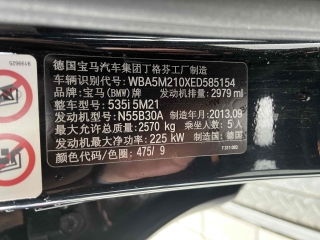 德国宝马汽车集团丁格芬工厂制造
车辆识别代号: WBA5M210XED585154
品牌: 宝马(BMW)牌 发动机排量: 2979 ml
整车型号: 535i 5M21
发动机型号: N55B30A 制造年月: 2013.09
最大允许总质量: 2570 kg 乘坐人数: 5人
发动机最大净功率: 225 kW 制造国: 德国
颜色代码/色圈: 475/ 9